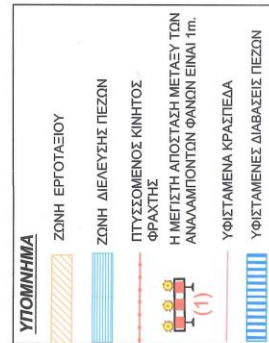 ΥΠΟΜΝΗΜΑ
ΖΩΝΗ ΕΡΓΟΤΑΞΙΟΥ
ΖΩΝΗ ΔΙΕΛΕΥΣΗΣ ΠΕΖΩΝ
ΠΤΥΣΣΟΜΕΝΟΣ ΚΙΝΗΤΟΣ
ΦΡΑΧΤΗΣ
Η ΜΕΓΙΣΤΗ ΑΠΟΣΤΑΣΗ ΜΕΤΑΞΥ ΤΩΝ
ΑΝΑΛΑΜΠΟΝΤΩΝ ΦΑΝΩΝ ΕΙΝΑΙ 1m.
(1)
ΥΦΙΣΤΑΜΕΝΑ ΚΡΑΣΠΕΔΑ
ΥΦΙΣΤΑΜΕΝΕΣ ΔΙΑΒΑΣΕΙΣ ΠΕΖΩΝ